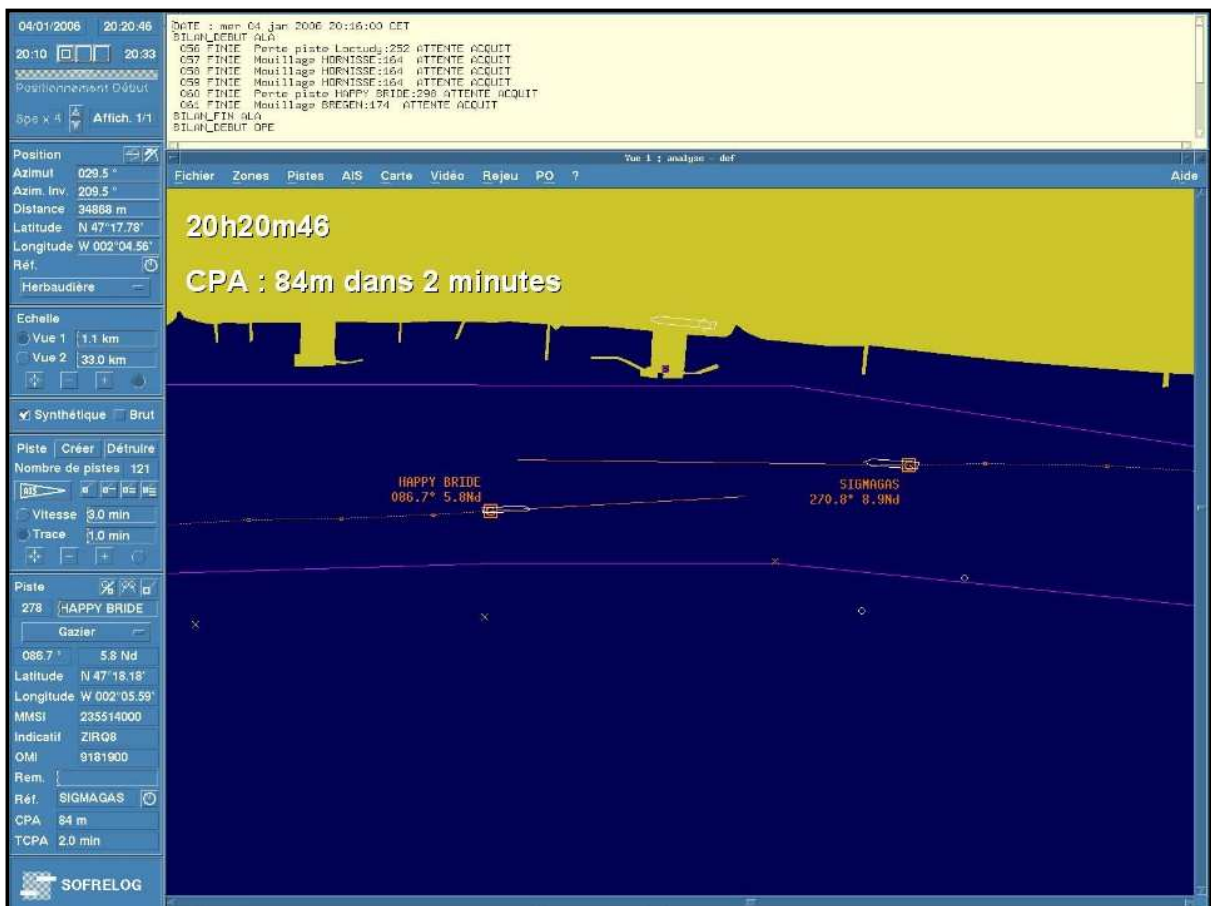 04/01/2006 20:20:46
20:10 20:33
Positionnement Début
Spe x 4 Affich. 1/1
DATE : mer 04 jan 2006 20:16:00 CET
BILAN_DEBUT ALA
056 FINIE Perte piste Loctudy:252 ATTENTE ACQUIT
057 FINIE Mouillage HORNISSE:164 ATTENTE ACQUIT
058 FINIE Mouillage HORNISSE:164 ATTENTE ACQUIT
059 FINIE Mouillage HORNISSE:164 ATTENTE ACQUIT
060 FINIE Perte piste HAPPY BRIDE:298 ATTENTE ACQUIT
061 FINIE Mouillage BREGEN:174 ATTENTE ACQUIT
BILAN_FIN ALA
BILAN_DEBUT OPE
Vue 1 : analyse - def
Fichier Zones Pistes AIS Carte Vidéo Rejeu PO ? Aide
20h20m46
CPA : 84m dans 2 minutes
HAPPY BRIDE
086.7° 5.8Nd
SIGMAGAS
270.8° 8.9Nd
Position
Azimut 029.5 °
Azim. Inv. 209.5 °
Distance 34868 m
Latitude N 47°17.78'
Longitude W 002°04.56'
Réf.
Herbaudière
Echelle
Vue 1 1.1 km
Vue 2 33.0 km
Synthétique Brut
Piste Créer Détruire
Nombre de pistes 121
AIS
Vitesse 3.0 min
Trace 1.0 min
Piste
278 HAPPY BRIDE
Gazier
086.7 ° 5.8 Nd
Latitude N 47°18.18'
Longitude W 002°05.59'
MMSI 235514000
Indicatif ZIRQ8
OMI 9181900
Rem.
Réf. SIGMAGAS
CPA 84 m
TCPA 2.0 min
SOFRELOG